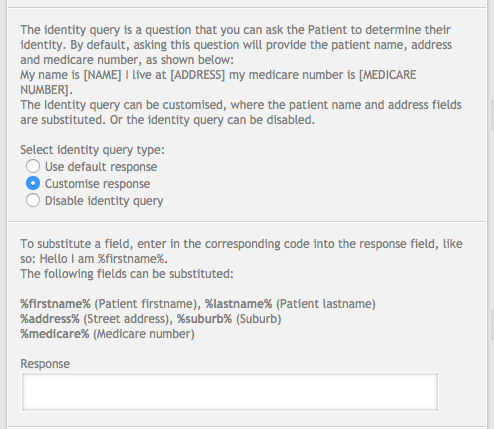 The identity query is a question that you can ask the Patient to determine their
identity. By default, asking this question will provide the patient name, address
and medicare number, as shown below:
My name is [NAME] I live at [ADDRESS] my medicare number is [MEDICARE
NUMBER].
The Identity query can be customised, where the patient name and address fields
are substituted. Or the identity query can be disabled.
Select identity query type:
Use default response
Customise response
Disable identity query
To substitute a field, enter in the corresponding code into the response field, like
so: Hello I am %firstname%.
The following fields can be substituted:
%firstname% (Patient firstname), %lastname% (Patient lastname)
%address% (Street address), %suburb% (Suburb)
%medicare% (Medicare number)
Response